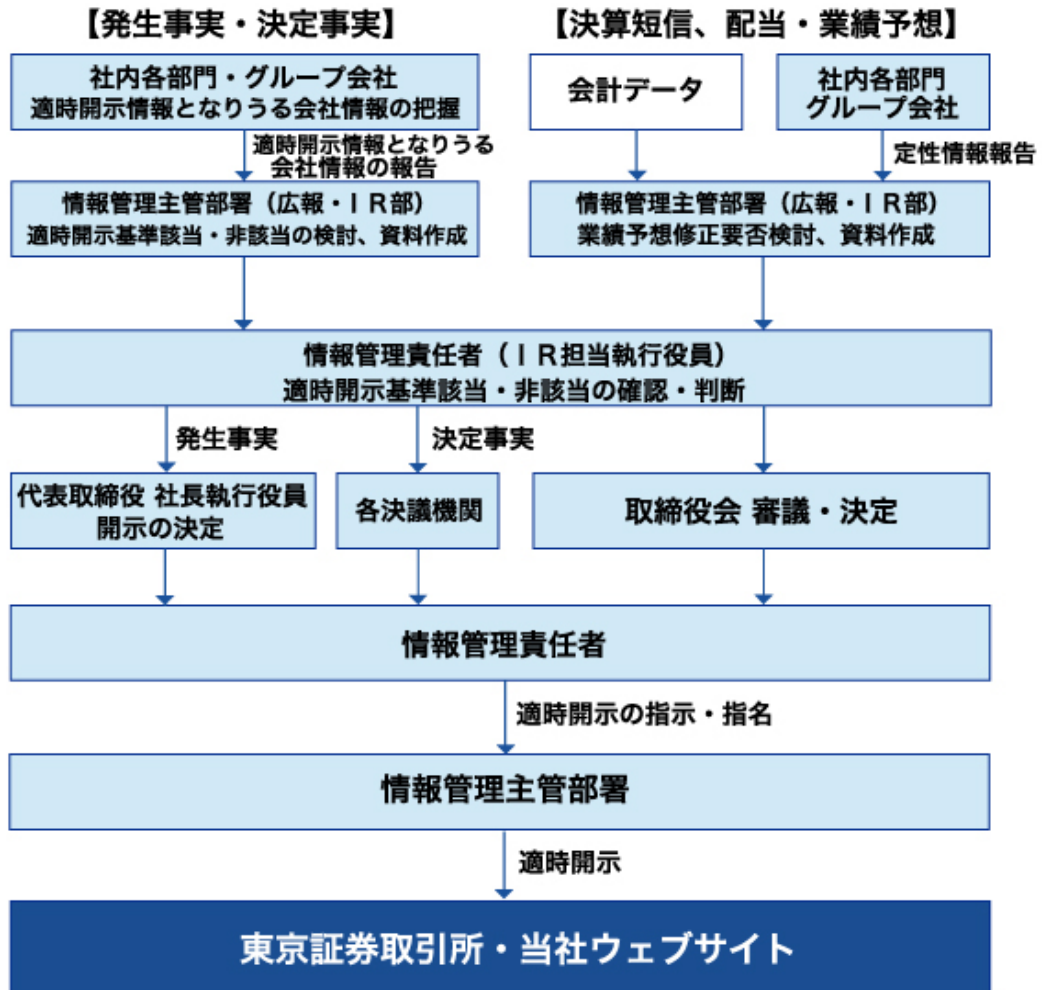 【発生事実・決定事実】
【決算短信、配当・業績予想】
社内各部門・グループ会社
適時開示情報となりうる会社情報の把握
会計データ
社内各部門
グループ会社
適時開示情報となりうる
会社情報の報告
定性情報報告
情報管理主管部署（広報・ＩＲ部）
適時開示基準該当・非該当の検討、資料作成
情報管理主管部署（広報・ＩＲ部）
業績予想修正要否検討、資料作成
情報管理責任者（ＩＲ担当執行役員）
適時開示基準該当・非該当の確認・判断
発生事実
決定事実
代表取締役 社長執行役員
開示の決定
各決議機関
取締役会 審議・決定
情報管理責任者
適時開示の指示・指名
情報管理主管部署
適時開示
東京証券取引所・当社ウェブサイト